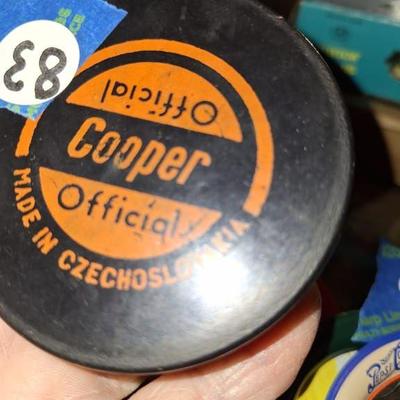 83
Official
Cooper
Official
MADE IN CZECHOSLOVAKIA